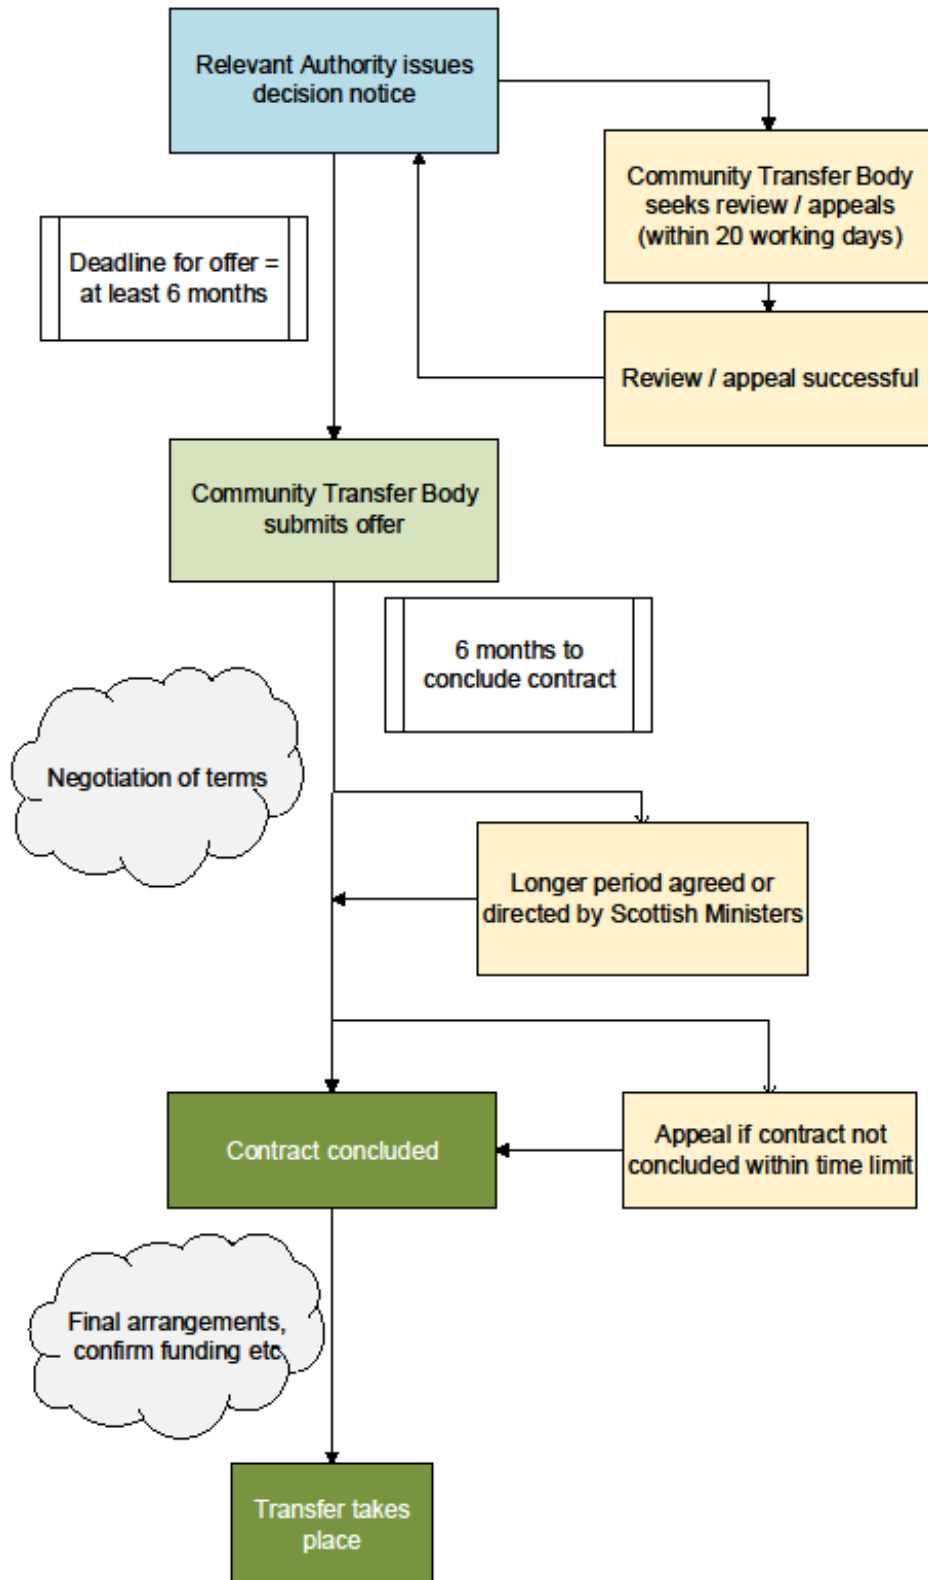 Relevant Authority issues
decision notice
Community Transfer Body
seeks review / appeals
(within 20 working days)
Deadline for offer =
at least 6 months
Review / appeal successful
Community Transfer Body
submits offer
6 months to
conclude contract
Negotiation of terms
Longer period agreed or
directed by Scottish Ministers
Contract concluded
Appeal if contract not
concluded within time limit
Final arrangements,
confirm funding etc
Transfer takes
place